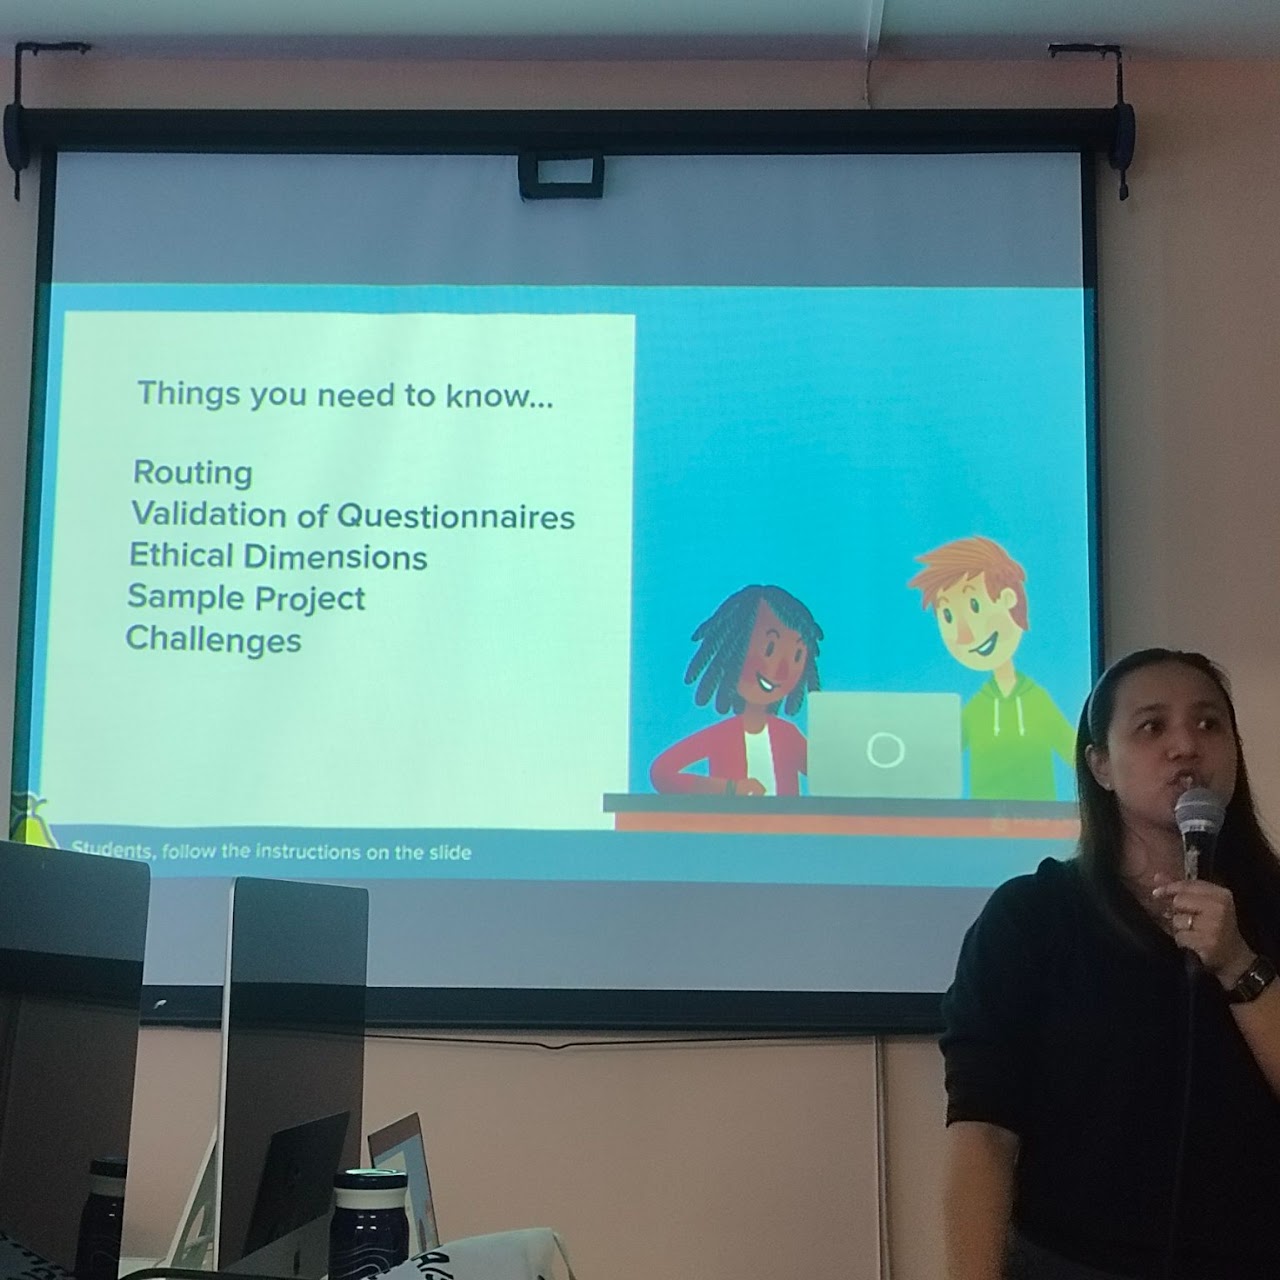 Things you need to know...
Routing
Validation of Questionnaires
Ethical Dimensions
Sample Project
Challenges
Students, follow the instructions on the slide